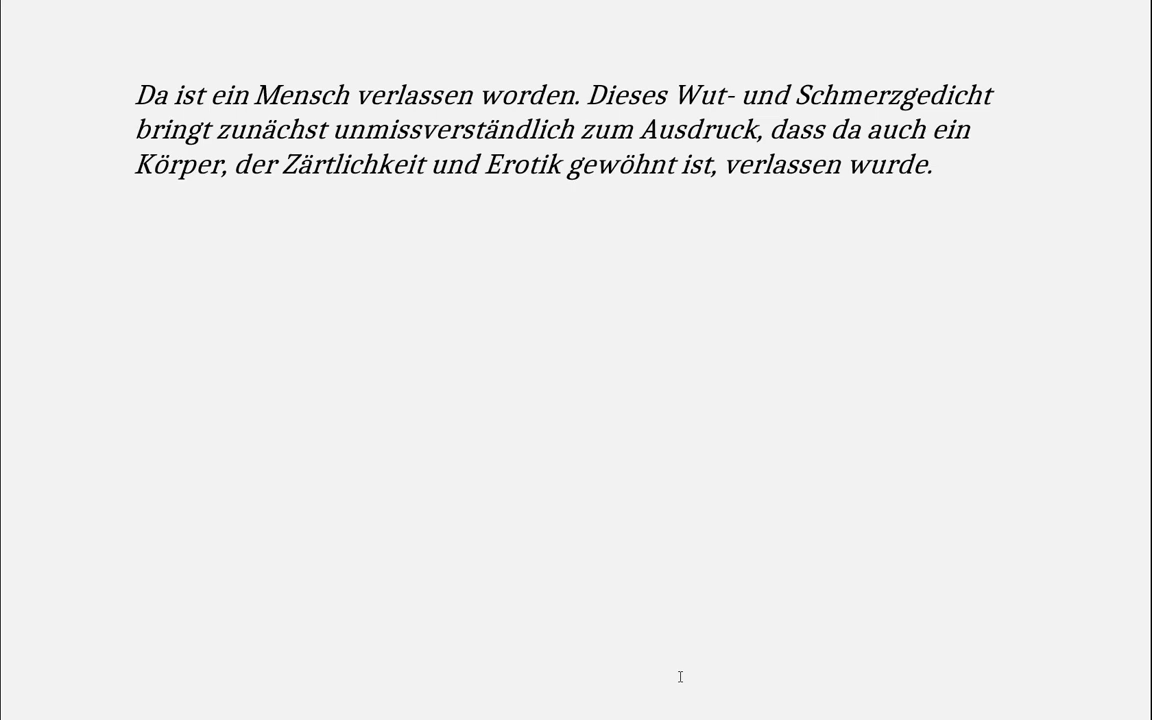 Da ist ein Mensch verlassen worden. Dieses Wut- und Schmerzgedicht
bringt zunächst unmissverständlich zum Ausdruck, dass da auch ein
Körper, der Zärtlichkeit und Erotik gewöhnt ist, verlassen wurde.